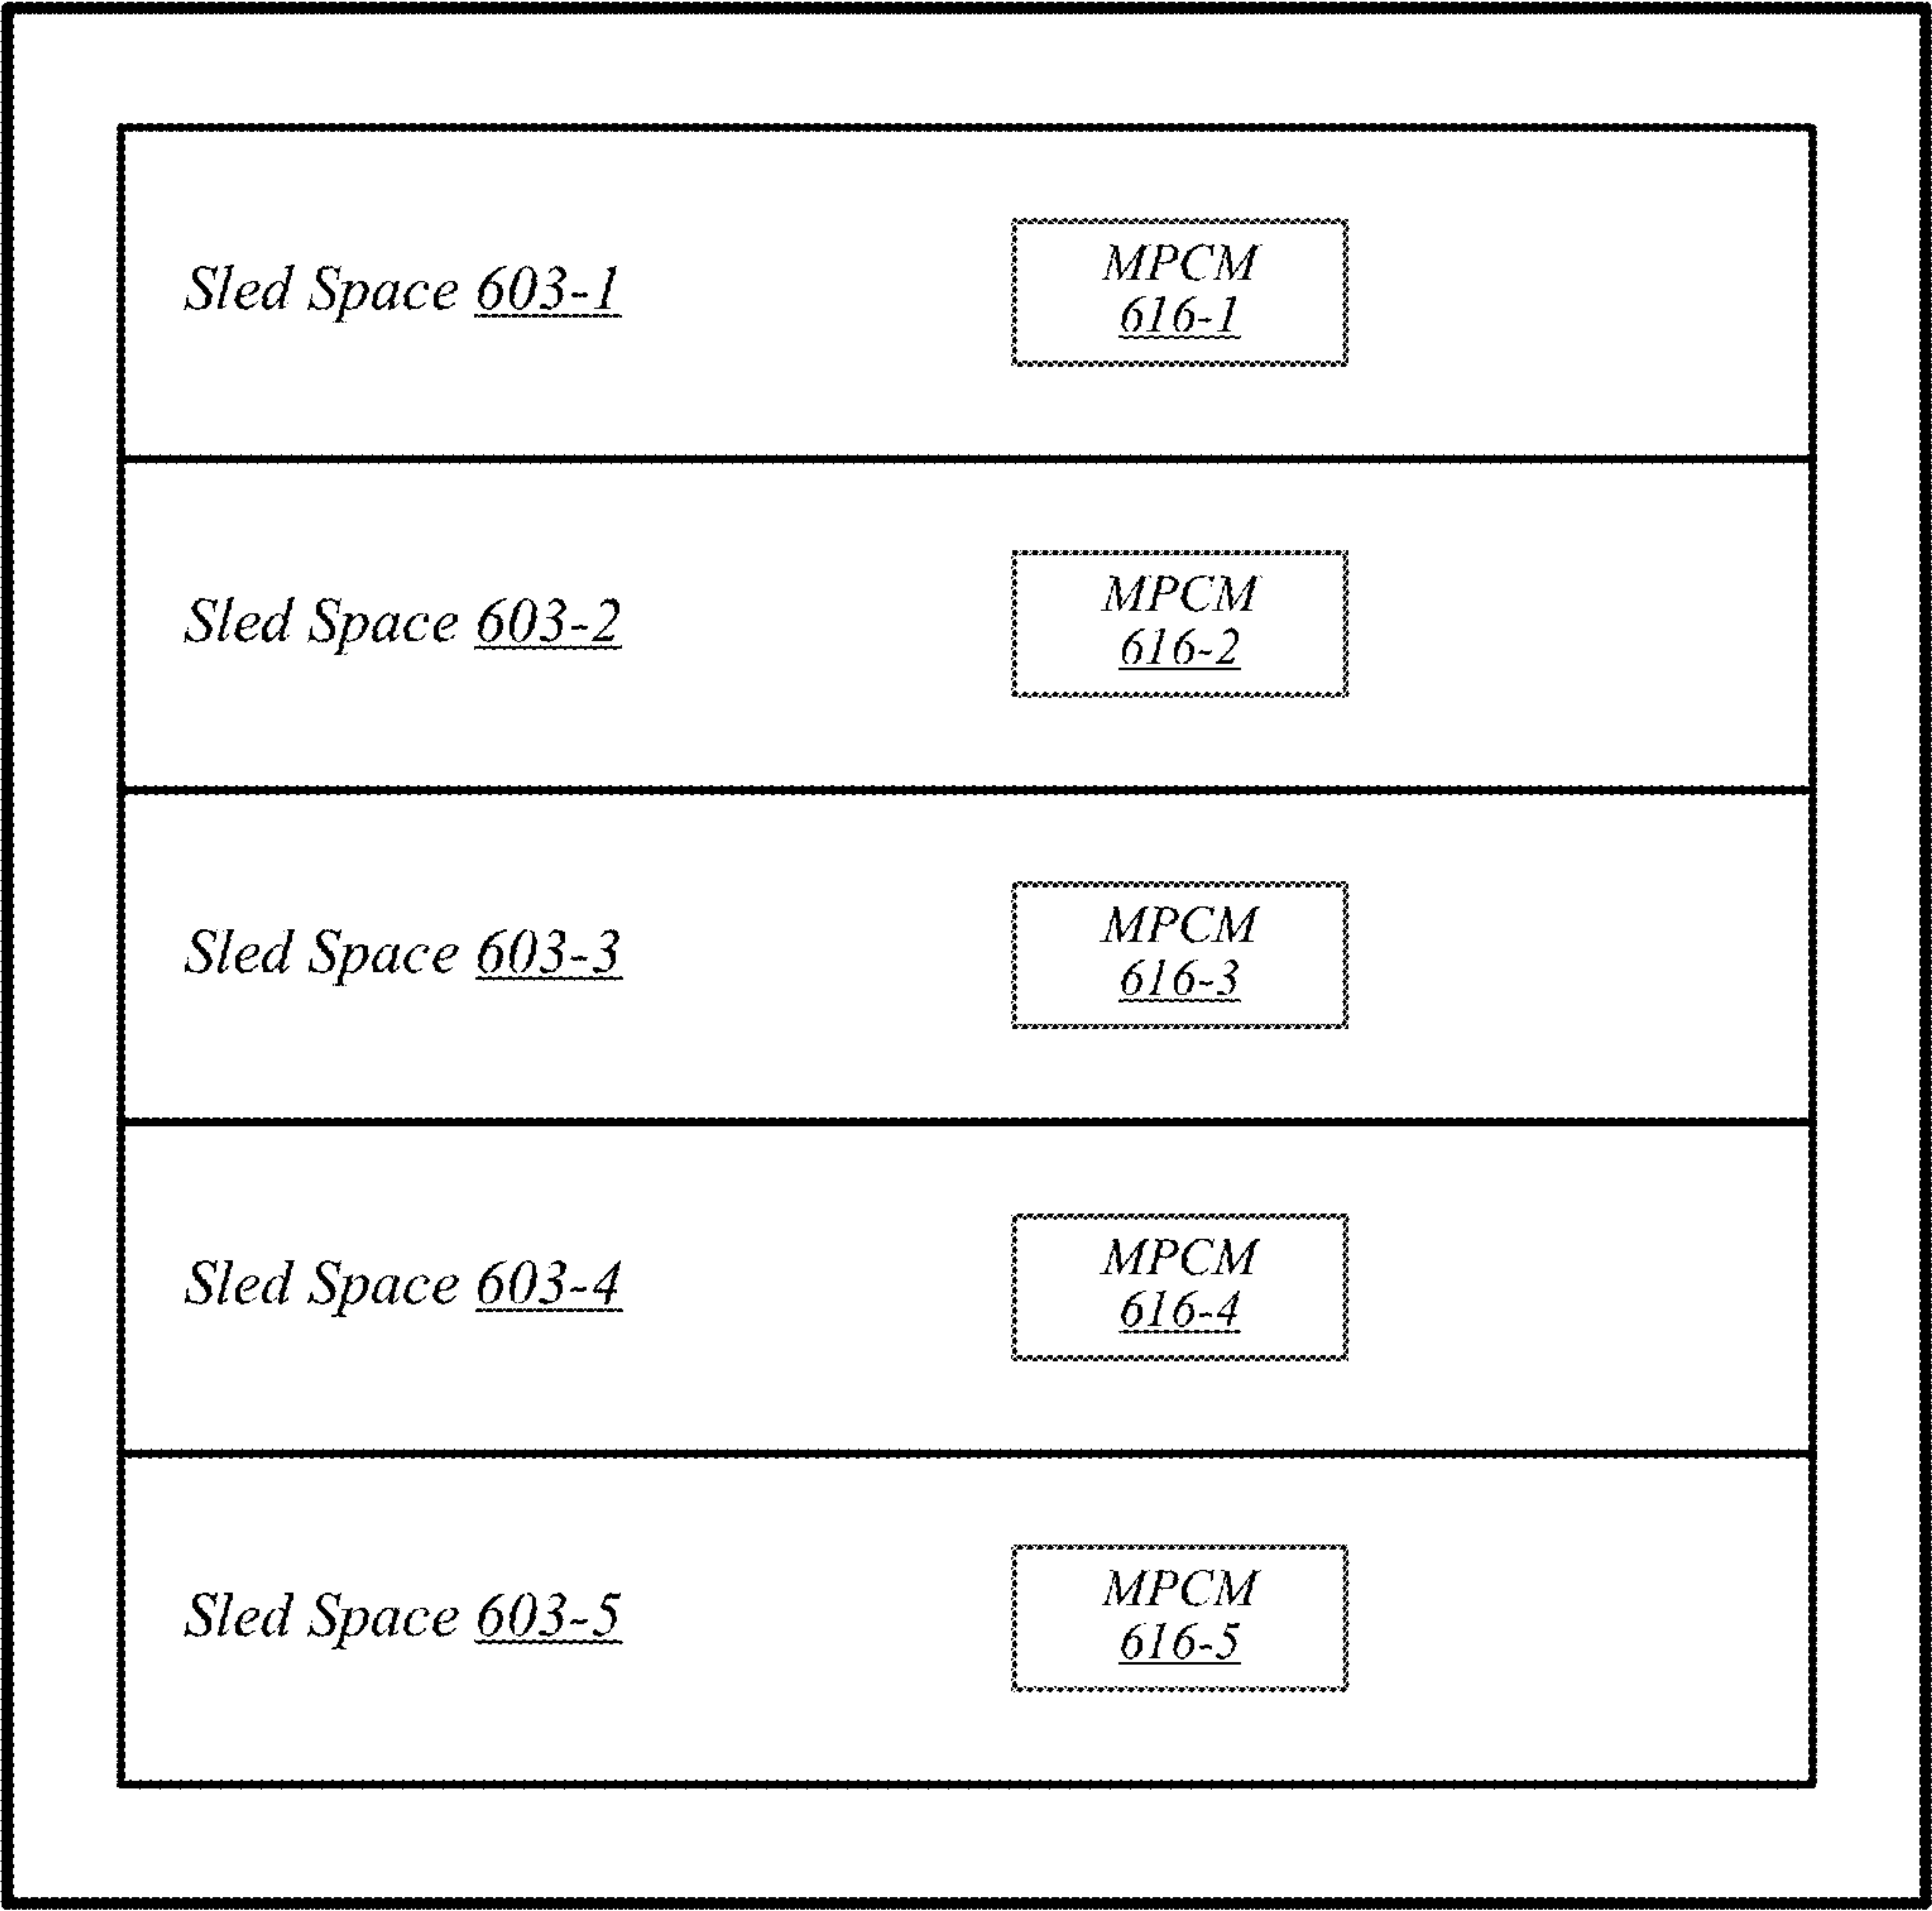 Sled Space 603-1
MPCM
616-1
Sled Space 603-2
MPCM
616-2
Sled Space 603-3
MPCM
616-3
Sled Space 603-4
MPCM
616-4
Sled Space 603-5
MPCM
616-5